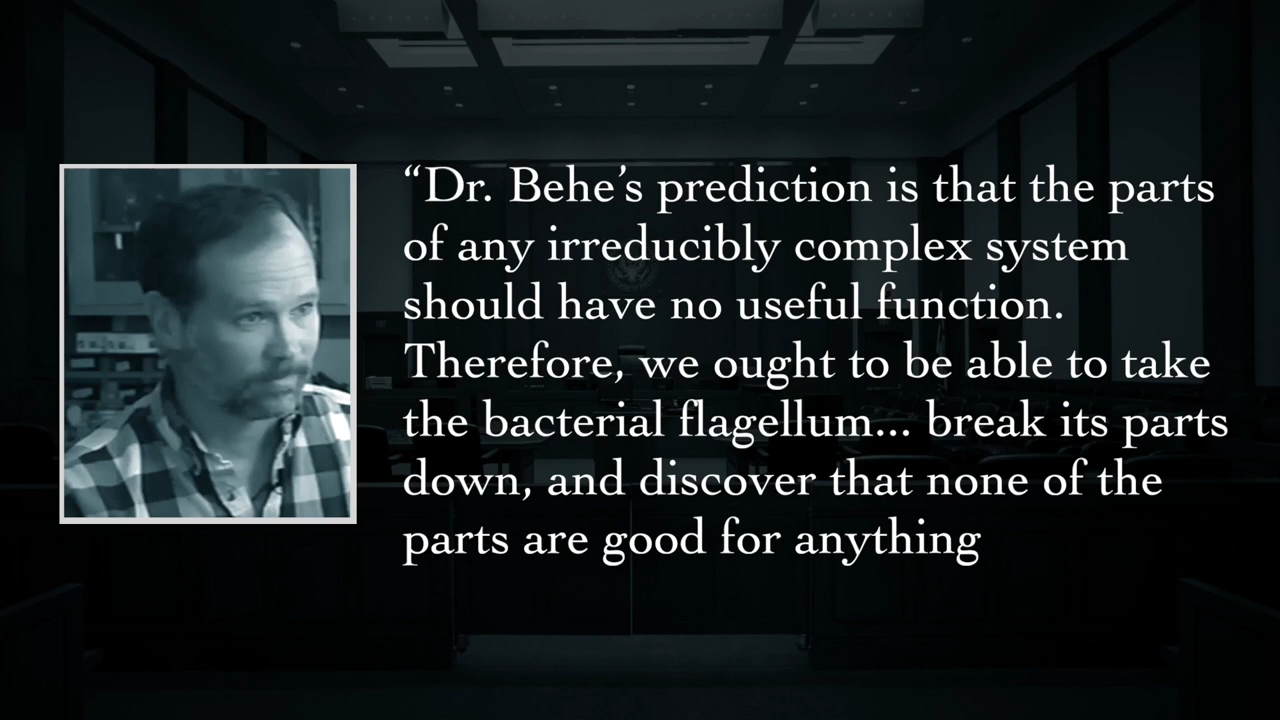 “Dr. Behe’s prediction is that the parts
of any irreducibly complex system
should have no useful function.
Therefore, we ought to be able to take
the bacterial flagellum... break its parts
down, and discover that none of the
parts are good for anything